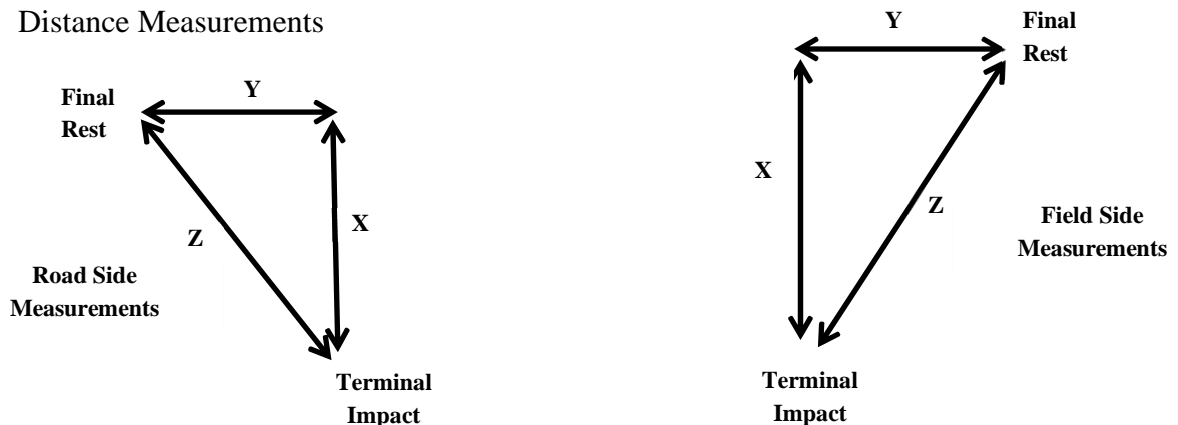 Distance Measurements
Y
Final
Rest
X
Z
Road Side
Measurements
Terminal
Impact
Y
Final
Rest
X
Z
Field Side
Measurements
Terminal
Impact